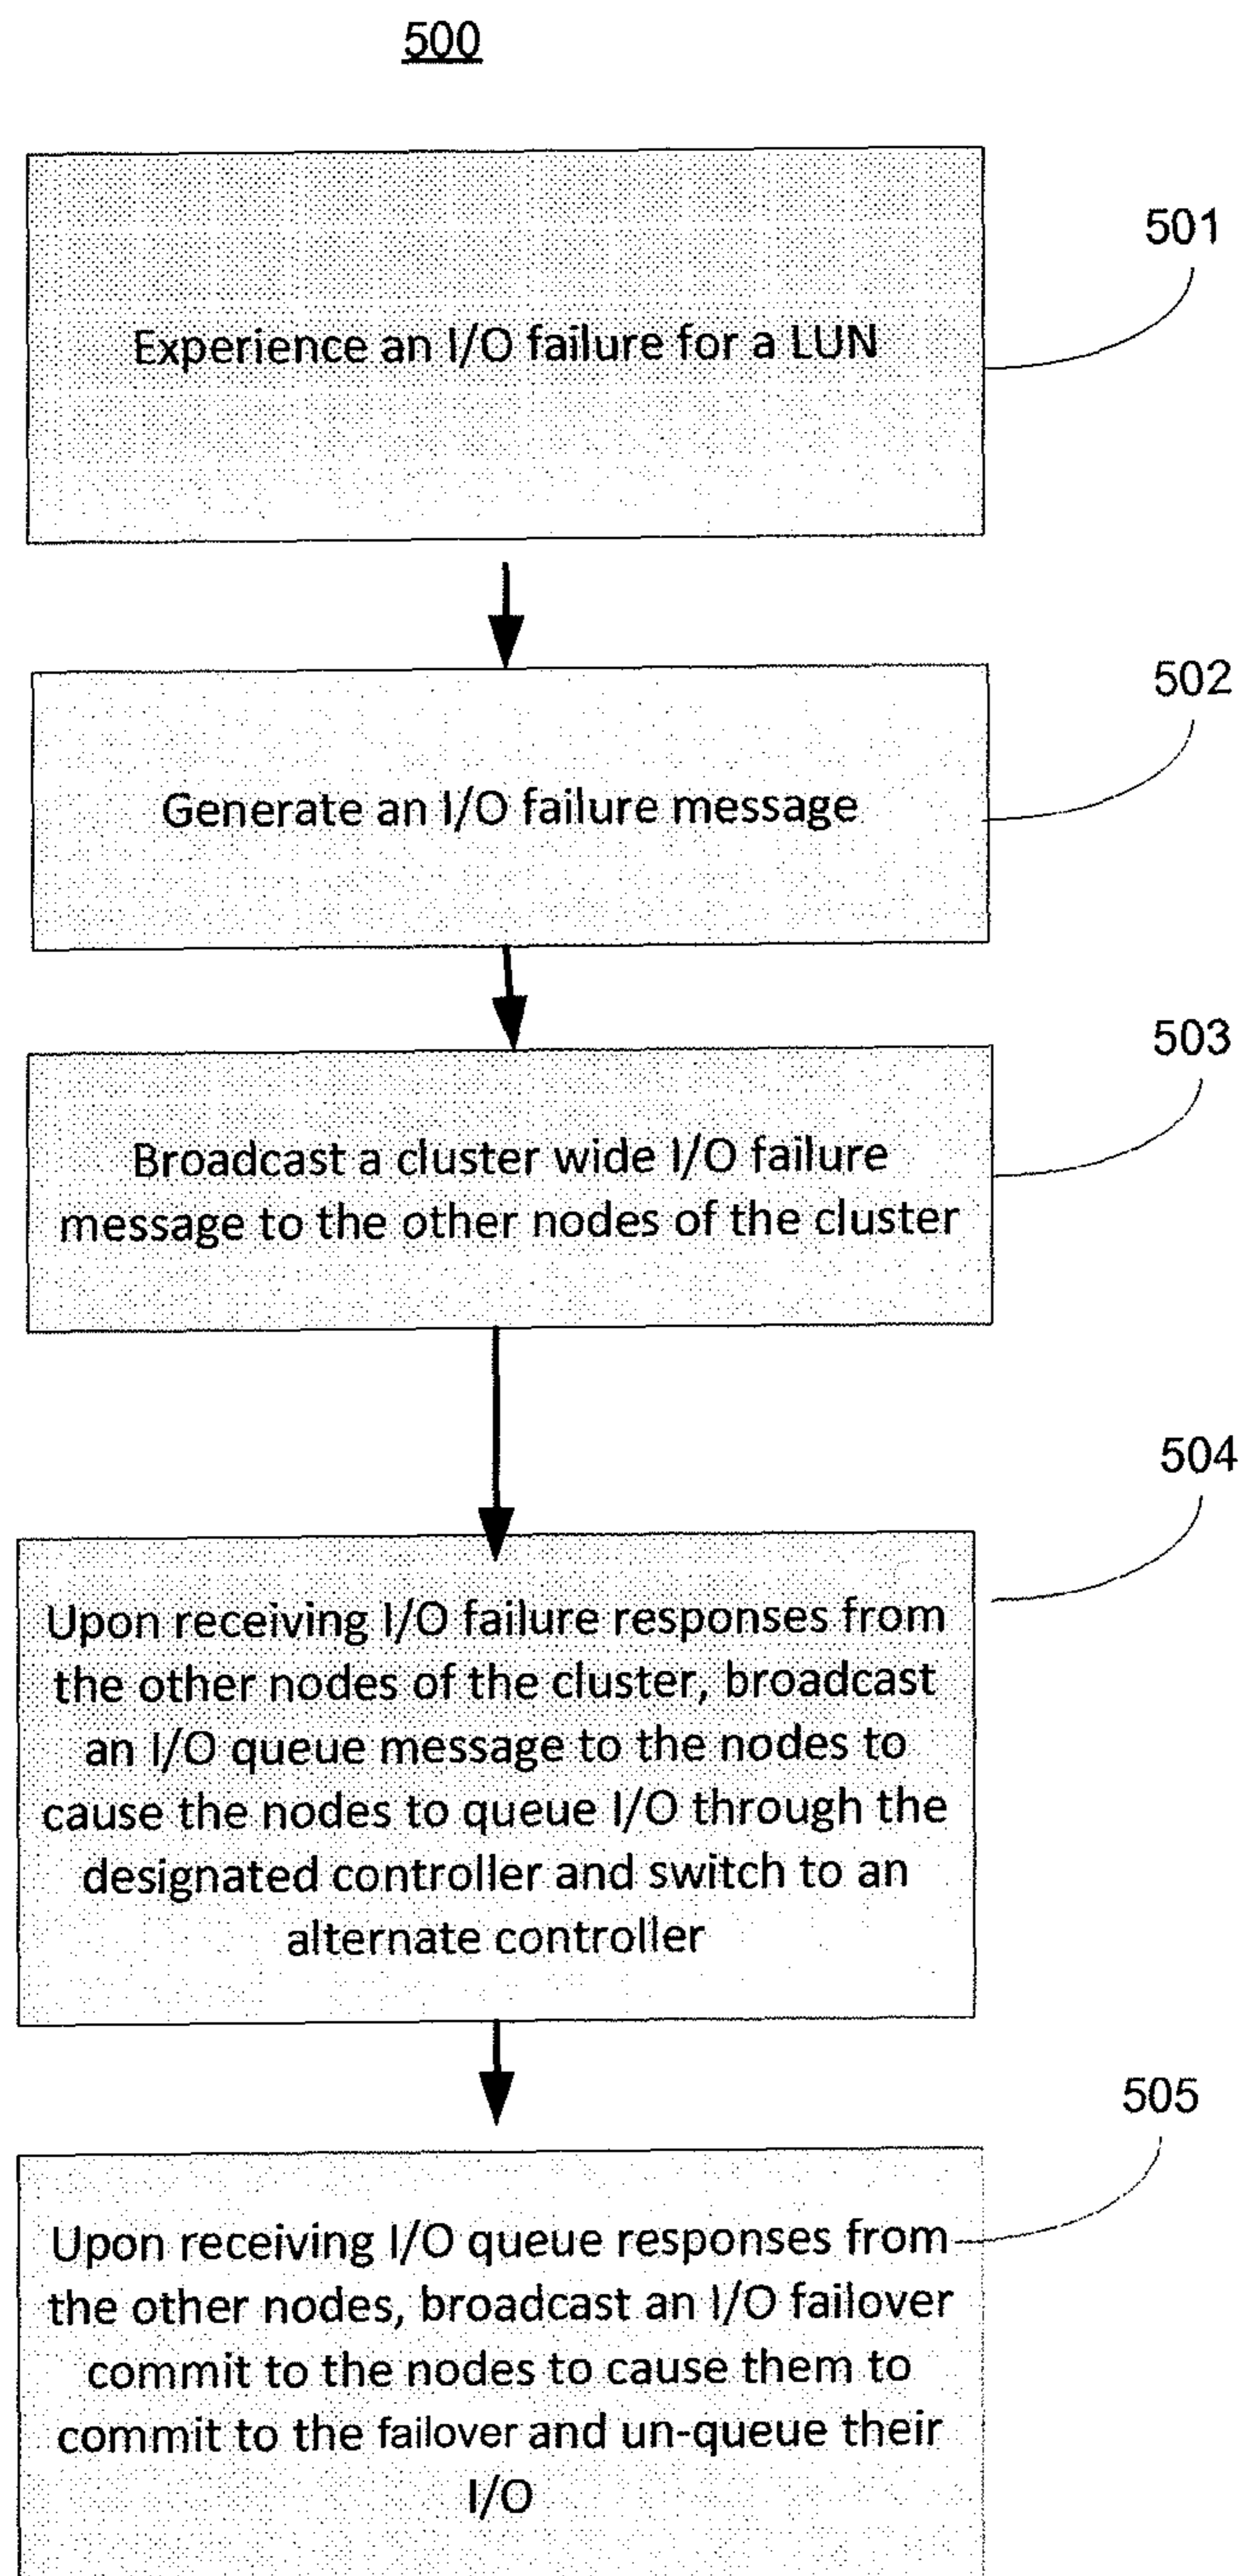 500
501
Experience an I/O failure for a LUN
502
Generate an I/O failure message
503
Broadcast a cluster wide I/O failure
message to the other nodes of the cluster
504
Upon receiving I/O failure responses from
the other nodes of the cluster, broadcast
an I/O queue message to the nodes to
cause the nodes to queue I/O through the
designated controller and switch to an
alternate controller
505
Upon receiving I/O queue responses from
the other nodes, broadcast an I/O failover
commit to the nodes to cause them to
commit to the failover and un-queue their
I/O